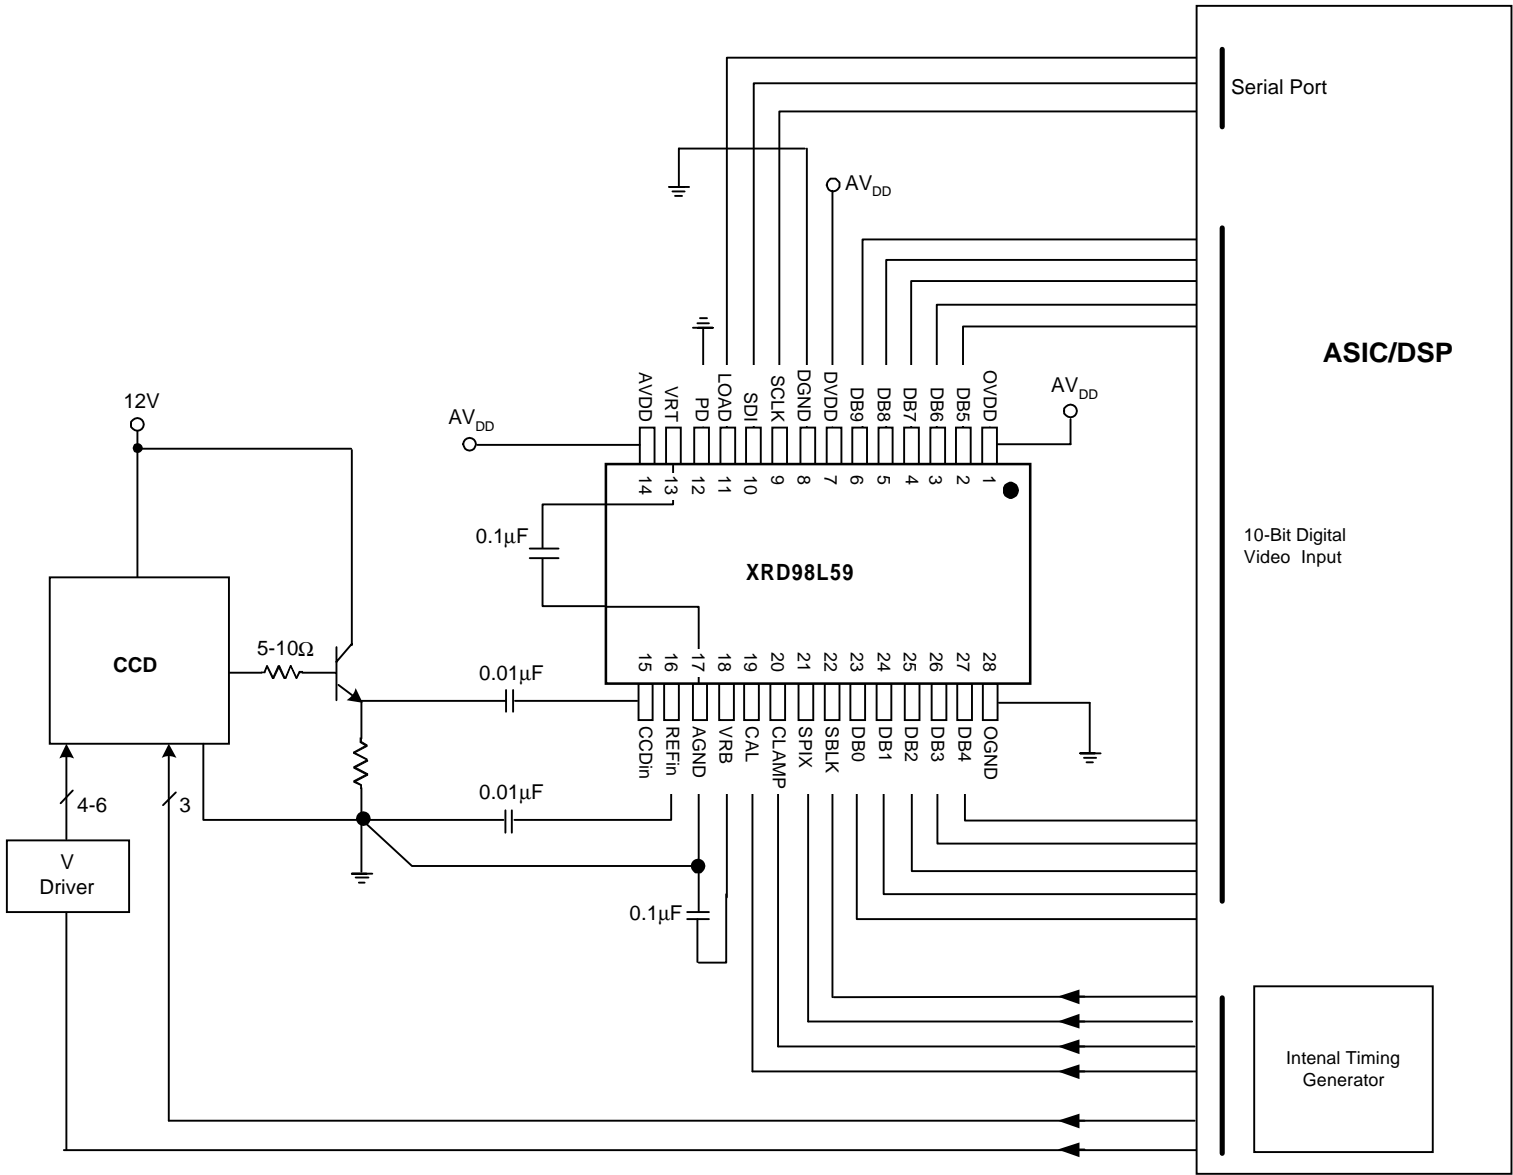 Serial Port
AVDD
ASIC/DSP
AVDD
LOAD
VRT
PD
SDI
SCLK
DGND
DVDD
DB9
DB8
DB7
DB6
DB5
OVDD
AVDD
12V
AVDD
14
13
12
11
10
9
8
7
6
5
4
3
2
1
0.1µF
10-Bit Digital
Video Input
XRD98L59
CCD
5-10Ω
0.01µF
15
16
17
18
19
20
21
22
23
24
25
26
27
28
CCDin
REFin
AGND
VRB
CAL
CLAMP
SPIX
SBLK
DB0
DB1
DB2
DB3
DB4
OGND
4-6
3
0.01µF
V
Driver
0.1µF
Intenal Timing
Generator